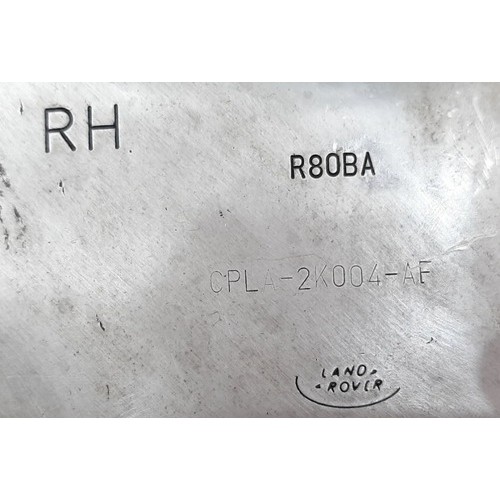 RH
R80BA
CPLA-2K004-AF
LAND
ROVER